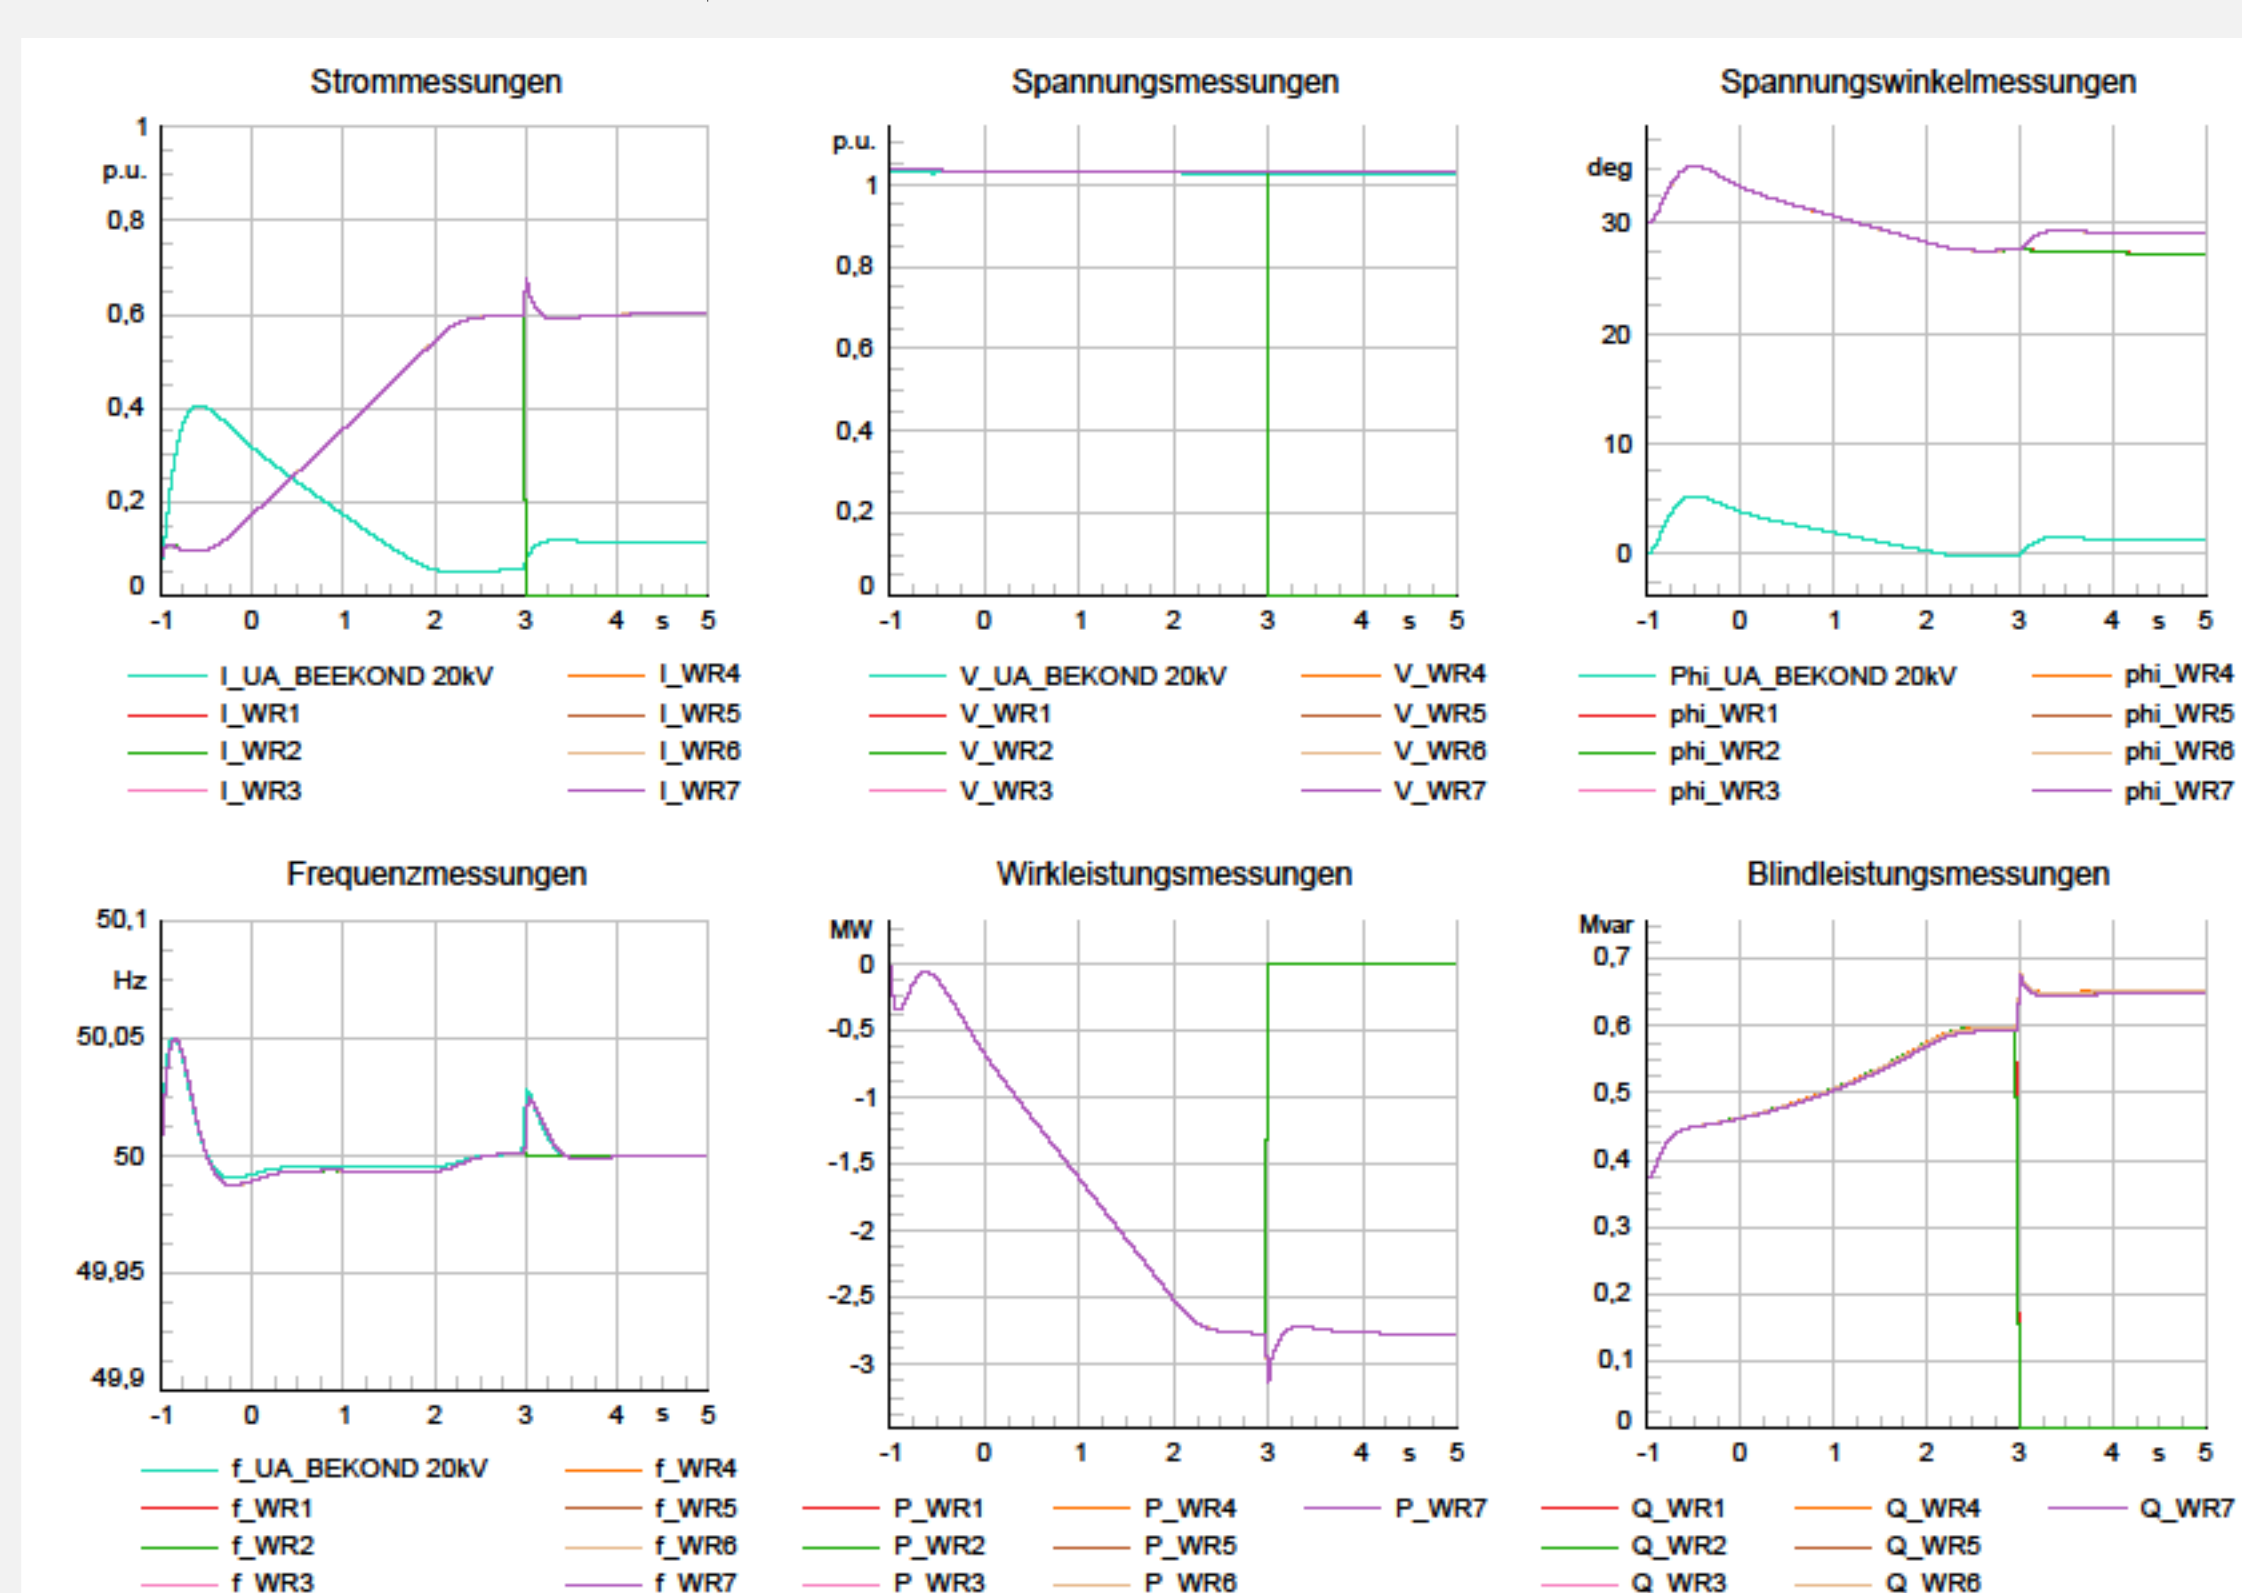 Strommessungen
1
p.u.
0,8
0,6
0,4
0,2
0
-1 0 1 2 3 4 s 5
I_UA_BEEKOND 20kV I_WR4
I_WR1 I_WR5
I_WR2 I_WR6
I_WR3 I_WR7
Spannungsmessungen
p.u.
1
0,8
0,6
0,4
0,2
0
-1 0 1 2 3 4 s 5
V_UA_BEKOND 20kV V_WR4
V_WR1 V_WR5
V_WR2 V_WR6
V_WR3 V_WR7
Spannungswinkelmessungen
deg
30
20
10
0
-1 0 1 2 3 4 s 5
Phi_UA_BEKOND 20kV phi_WR4
phi_WR1 phi_WR5
phi_WR2 phi_WR6
phi_WR3 phi_WR7
Frequenzmessungen
50,1
Hz
50,05
50
49,95
49,9
-1 0 1 2 3 4 s 5
f_UA_BEKOND 20kV f_WR4
f_WR1 f_WR5
f_WR2 f_WR6
f_WR3 f_WR7
Wirkleistungsmessungen
MW
0
-0,5
-1
-1,5
-2
-2,5
-3
-1 0 1 2 3 4 s 5
P_WR1 P_WR4 P_WR7
P_WR2 P_WR5
P_WR3 P_WR6
Blindleistungsmessungen
Mvar
0,7
0,6
0,5
0,4
0,3
0,2
0,1
0
-1 0 1 2 3 4 s 5
Q_WR1 Q_WR4 Q_WR7
Q_WR2 Q_WR5
Q_WR3 Q_WR6